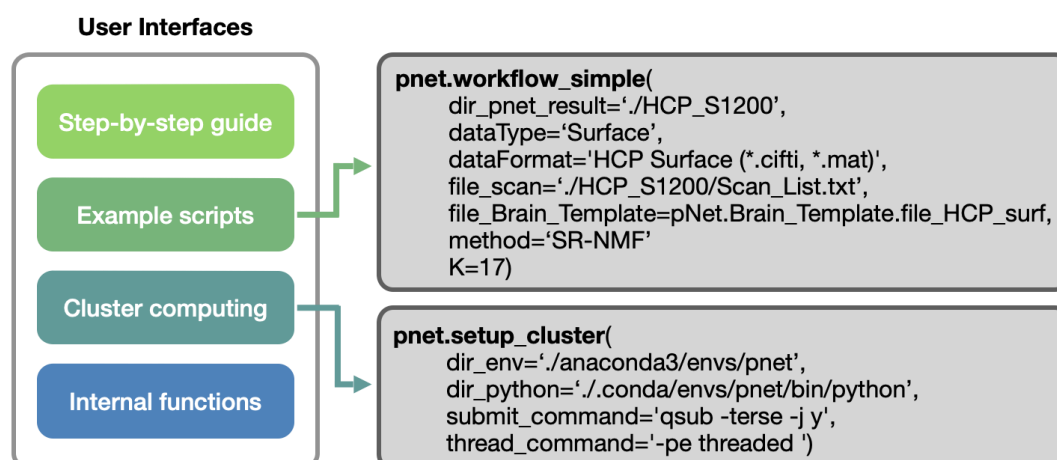 User Interfaces
Step-by-step guide
Example scripts
Cluster computing
Internal functions
pnet.workflow_simple(
dir_pnet_result=‘./HCP_S1200’,
dataType=‘Surface’,
dataFormat='HCP Surface (*.cifti, *.mat)',
file_scan=‘./HCP_S1200/Scan_List.txt’,
file_Brain_Template=pNet.Brain_Template.file_HCP_surf,
method=‘SR-NMF’
K=17)
pnet.setup_cluster(
dir_env=‘./anaconda3/envs/pnet’,
dir_python=‘./.conda/envs/pnet/bin/python’,
submit_command='qsub -terse -j y',
thread_command='-pe threaded ')